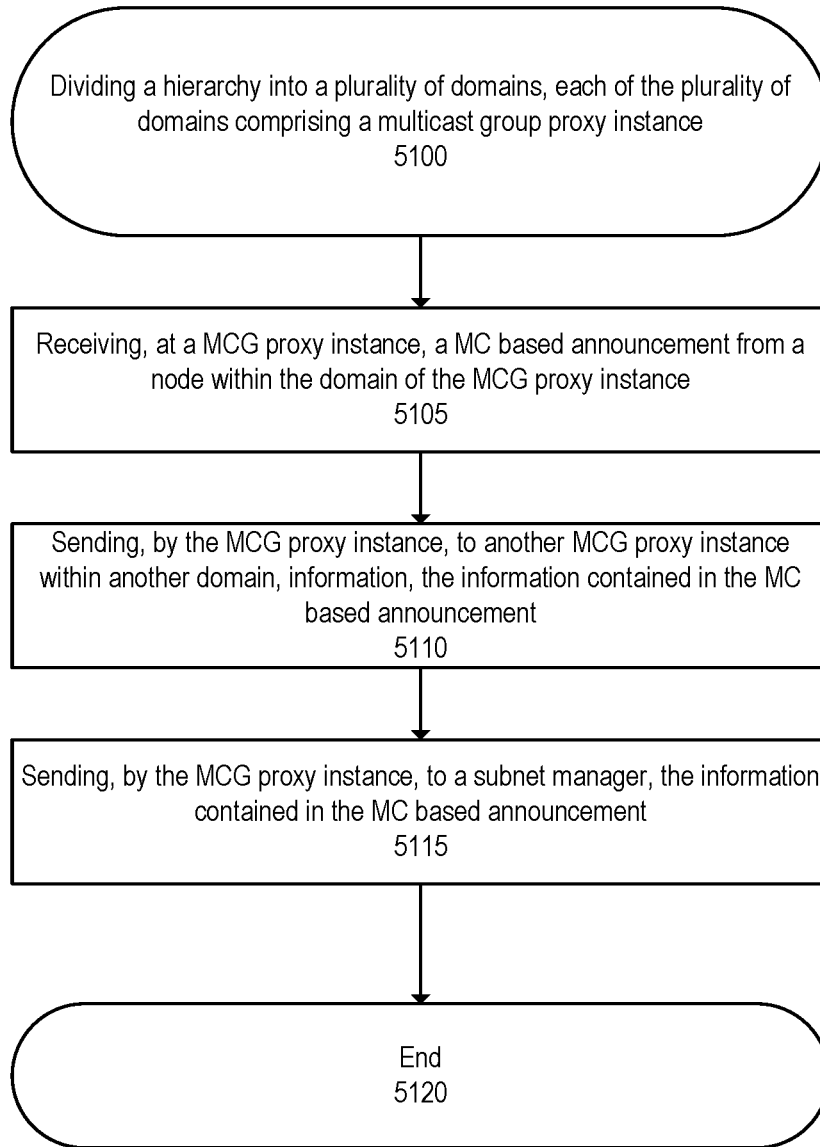 Dividing a hierarchy into a plurality of domains, each of the plurality of
domains comprising a multicast group proxy instance
5100
Receiving, at a MCG proxy instance, a MC based announcement from a
node within the domain of the MCG proxy instance
5105
Sending, by the MCG proxy instance, to another MCG proxy instance
within another domain, information, the information contained in the MC
based announcement
5110
Sending, by the MCG proxy instance, to a subnet manager, the information
contained in the MC based announcement
5115
End
5120